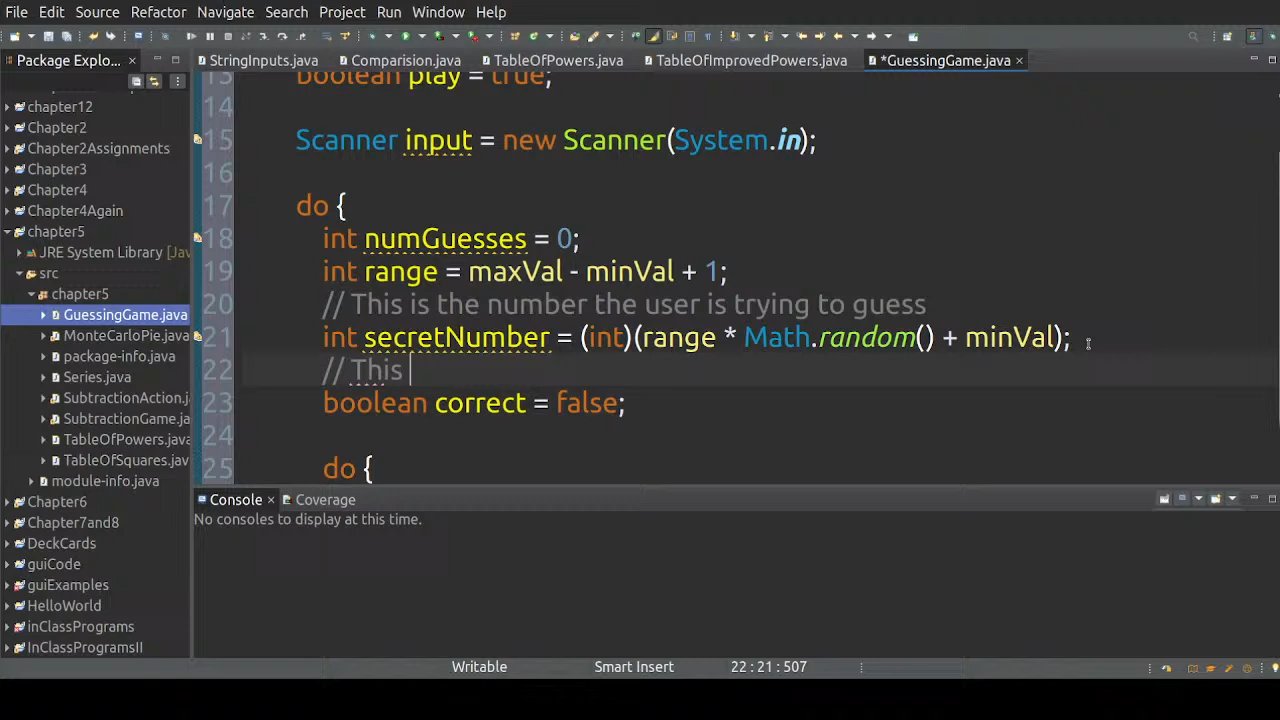 File Edit Source Refactor Navigate Search Project Run Window Help
Package Explo... × StringInputs.java Comparision.java TableOfPowers.java TableOfImprovedPowers.java *GuessingGame.java ×
chapter12
Chapter2
Chapter2Assignments
Chapter3
Chapter4
Chapter4Again
chapter5
JRE System Library [Jav
src
chapter5
GuessingGame.java
MonteCarloPie.java
package-info.java
Series.java
SubtractionAction.j
SubtractionGame.ja
TableOfPowers.java
TableOfSquares.jav
module-info.java
Chapter6
Chapter7and8
DeckCards
guiCode
guiExamples
HelloWorld
inClassPrograms
InClassProgramsII
13 boolean play = true;
14
15 Scanner input = new Scanner(System.in);
16
17 do {
18 int numGuesses = 0;
19 int range = maxVal - minVal + 1;
20 // This is the number the user is trying to guess
21 int secretNumber = (int)(range * Math.random() + minVal);
22 // This
23 boolean correct = false;
24
25 do {
Console × Coverage
No consoles to display at this time.
Writable Smart Insert 22 : 21 : 507